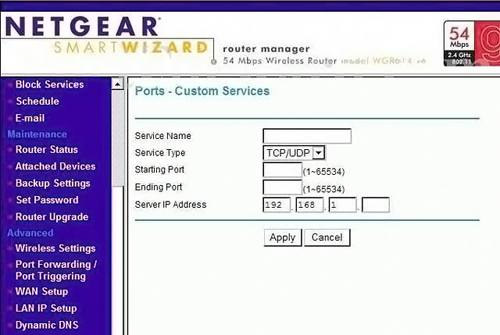 NETGEAR
SMARTWIZARD
router manager
54 Mbps Wireless Router model WGR614 v6
54
Mbps
2.4 GHz
802.11
g
Block Services
Schedule
E-mail
Maintenance
Router Status
Attached Devices
Backup Settings
Set Password
Router Upgrade
Advanced
Wireless Settings
Port Forwarding /
Port Triggering
WAN Setup
LAN IP Setup
Dynamic DNS
Ports - Custom Services
Service Name
Service Type TCP/UDP
Starting Port (1~65534)
Ending Port (1~65534)
Server IP Address 192 . 168 . 1 .
Apply Cancel